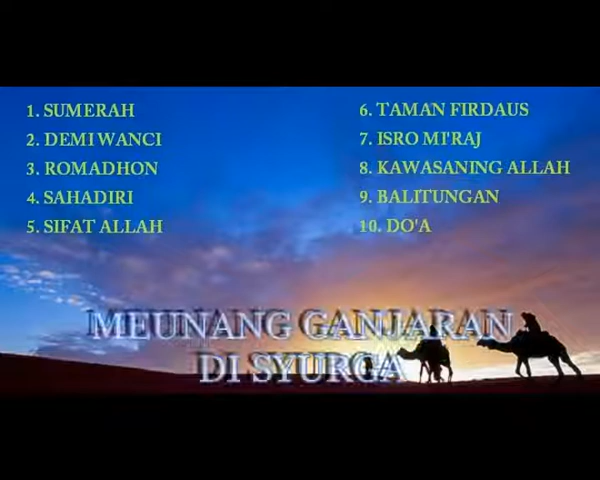 1. SUMERAH
2. DEMI WANCI
3. ROMADHON
4. SAHADIRI
5. SIFAT ALLAH
6. TAMAN FIRDAUS
7. ISRO MI'RAJ
8. KAWASANING ALLAH
9. BALITUNGAN
10. DO'A
MEUNANG GANJARAN
DI SYURGA